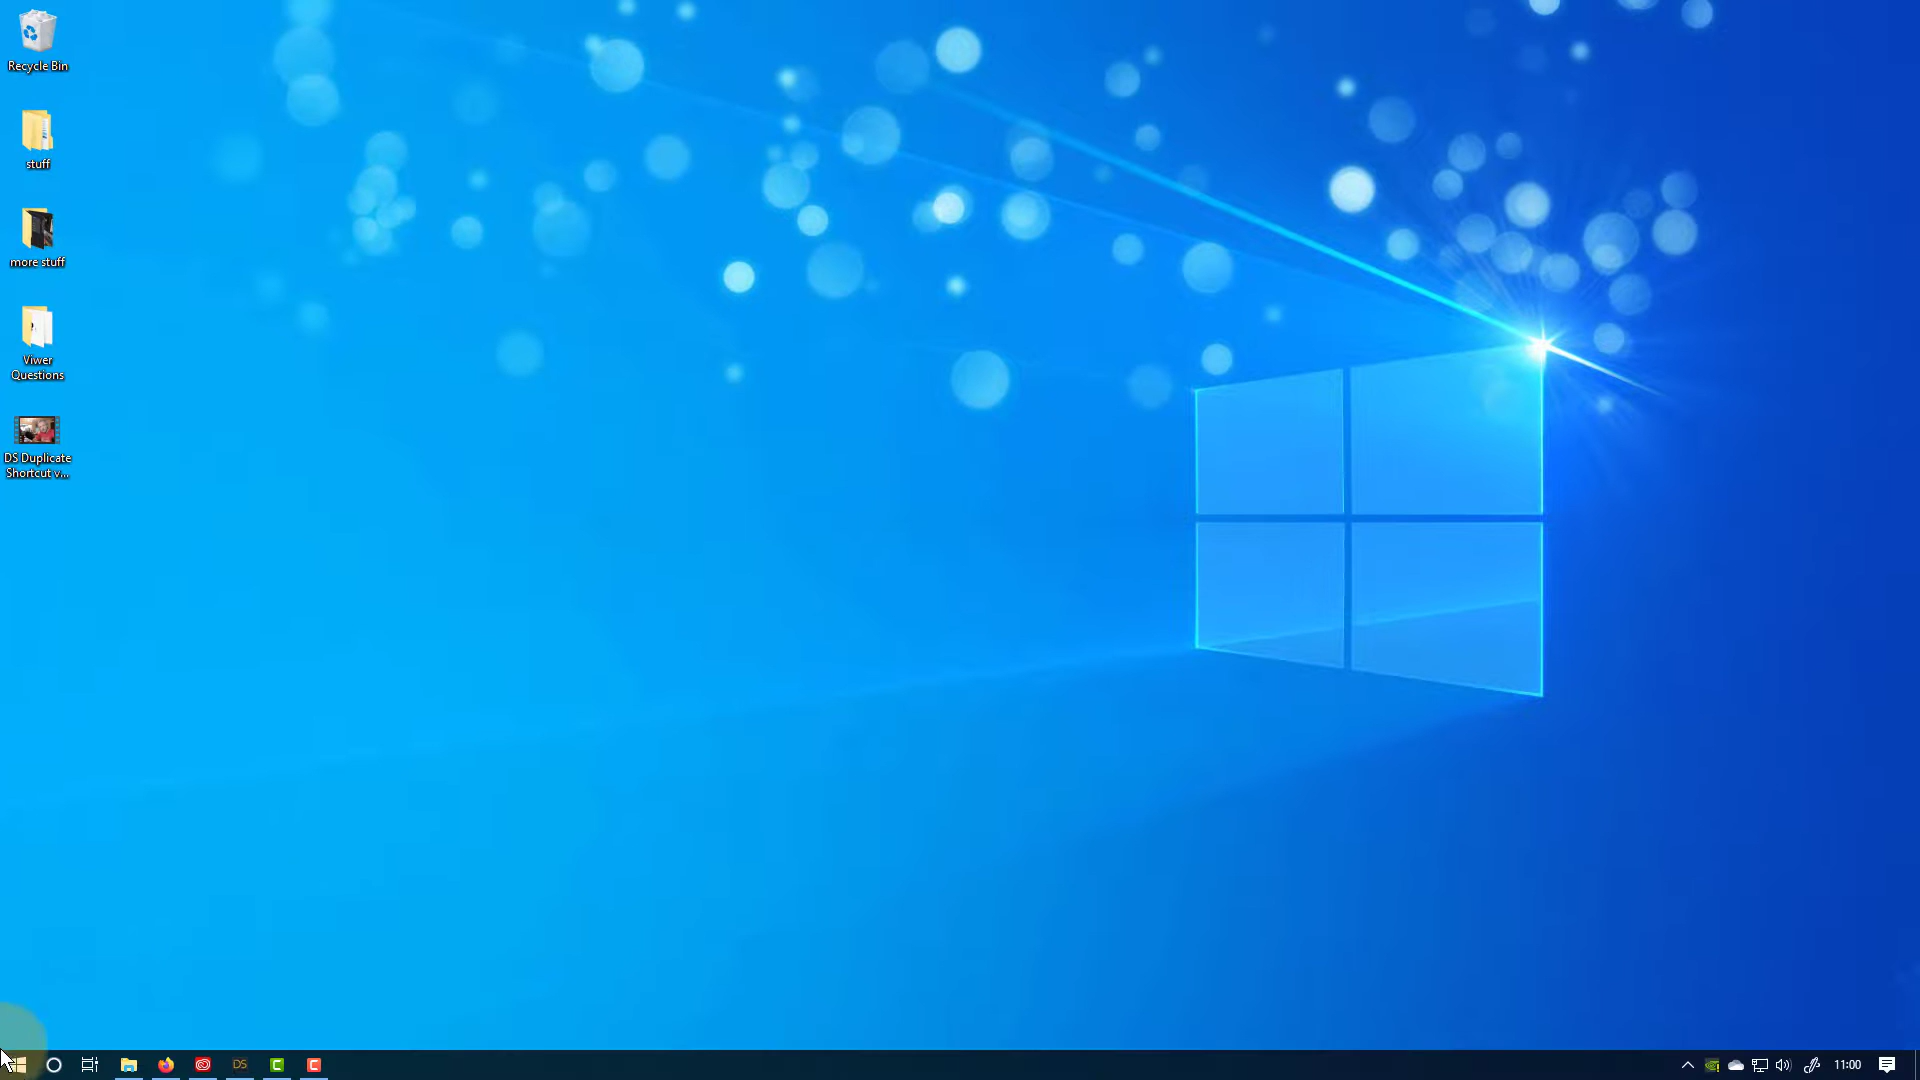 Recycle Bin
stuff
more stuff
Viwer
Questions
DS Duplicate
Shortcut v...
DS
11:00